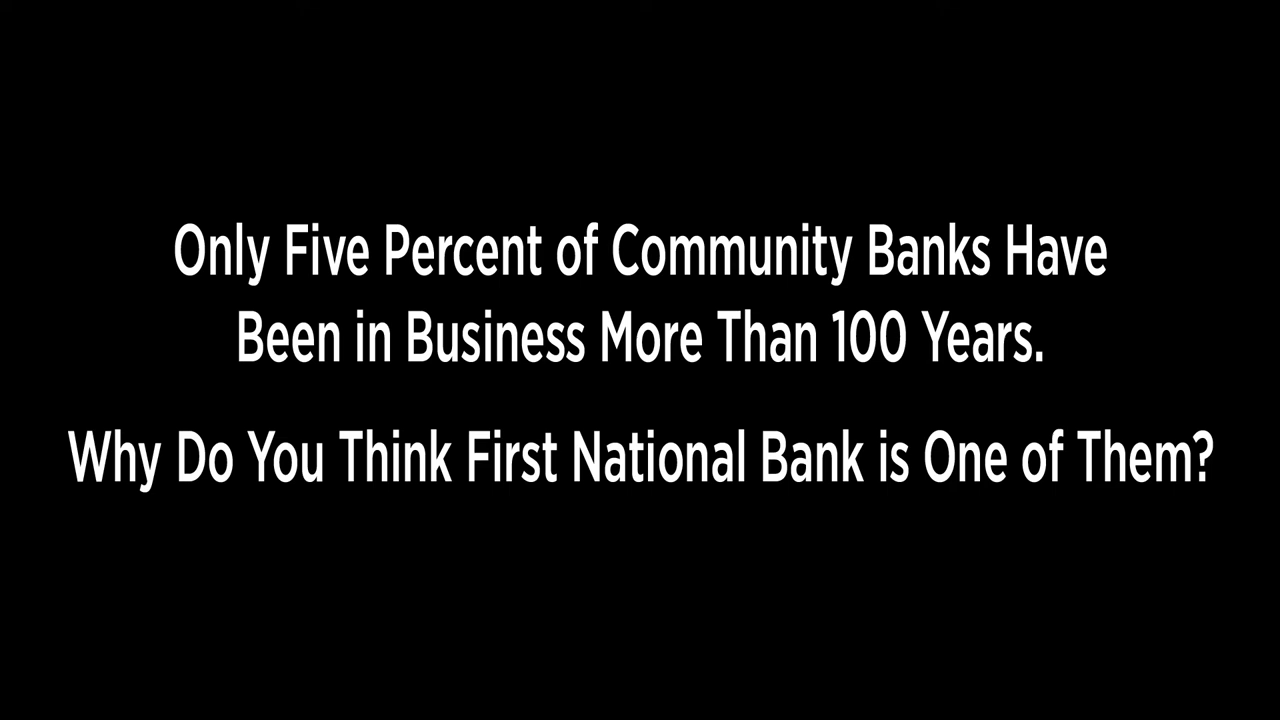 Only Five Percent of Community Banks Have
Been in Business More Than 100 Years.
Why Do You Think First National Bank is One of Them?